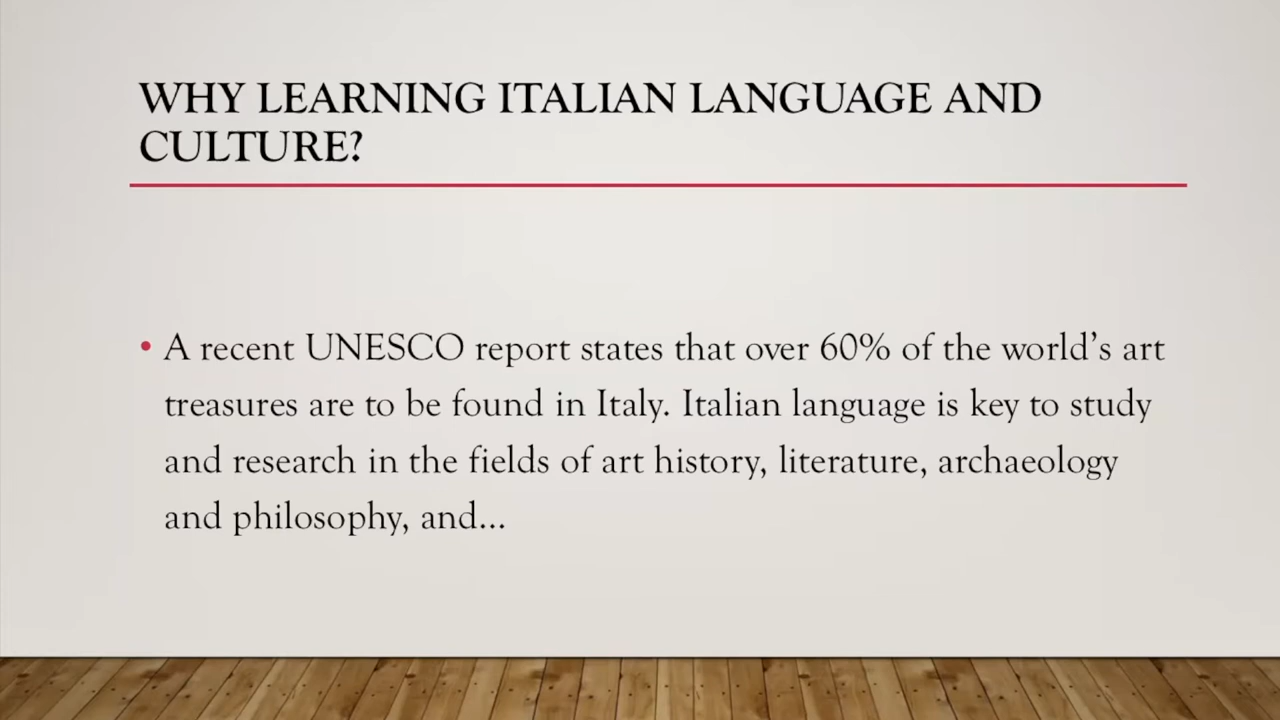 WHY LEARNING ITALIAN LANGUAGE AND
CULTURE?
• A recent UNESCO report states that over 60% of the world’s art
treasures are to be found in Italy. Italian language is key to study
and research in the fields of art history, literature, archaeology
and philosophy, and...